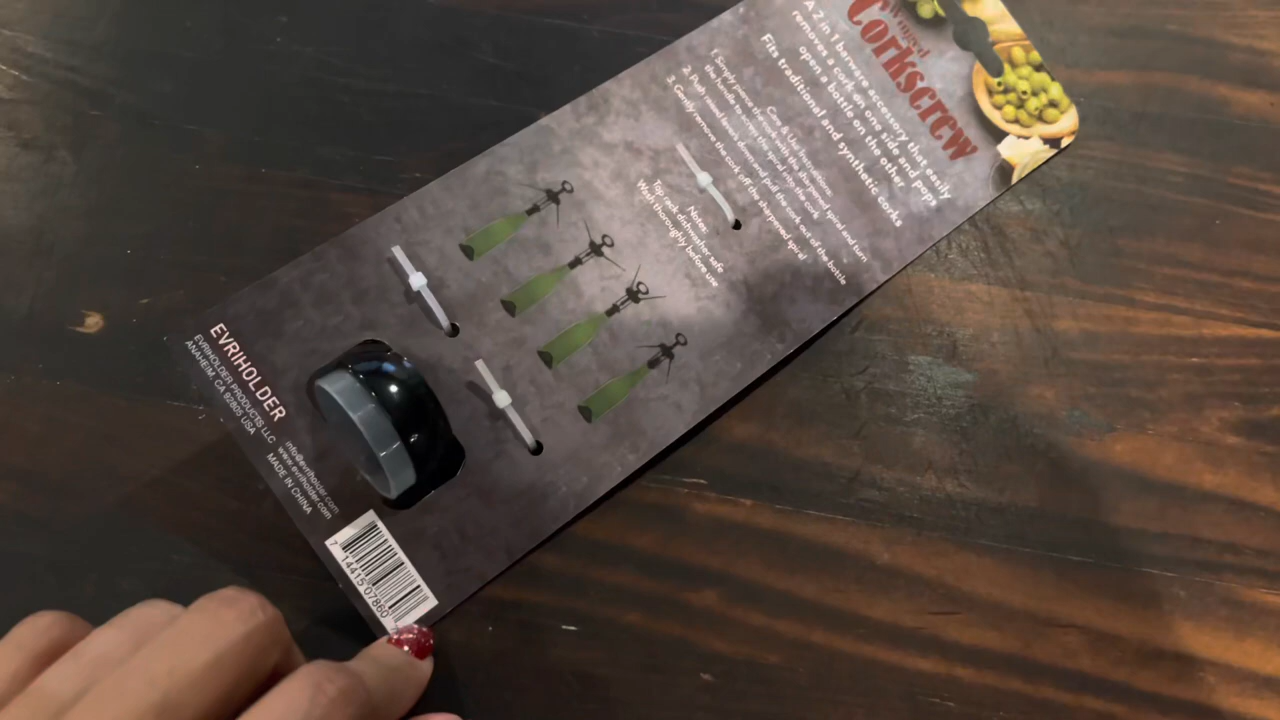 Winged
Corkscrew
A 2 in 1 barware accessory that easily
removes a cork on one side and pops
open a bottle on the other
Fits traditional and synthetic corks
Care & Use Instructions:
1. Simply pierce the cork with the sharpened spiral and turn
the handle to screw the spiral into the cork
2. Push raised levers down and pull the cork out of the bottle
3. Gently remove the cork off the sharpened spiral
Notes:
Top rack dishwasher safe
Wash thoroughly before use
EVRIHOLDER
EVRIHOLDER PRODUCTS LLC
ANAHEIM, CA 92805 USA
info@evriholder.com
www.evriholder.com
MADE IN CHINA
7 14415 07860